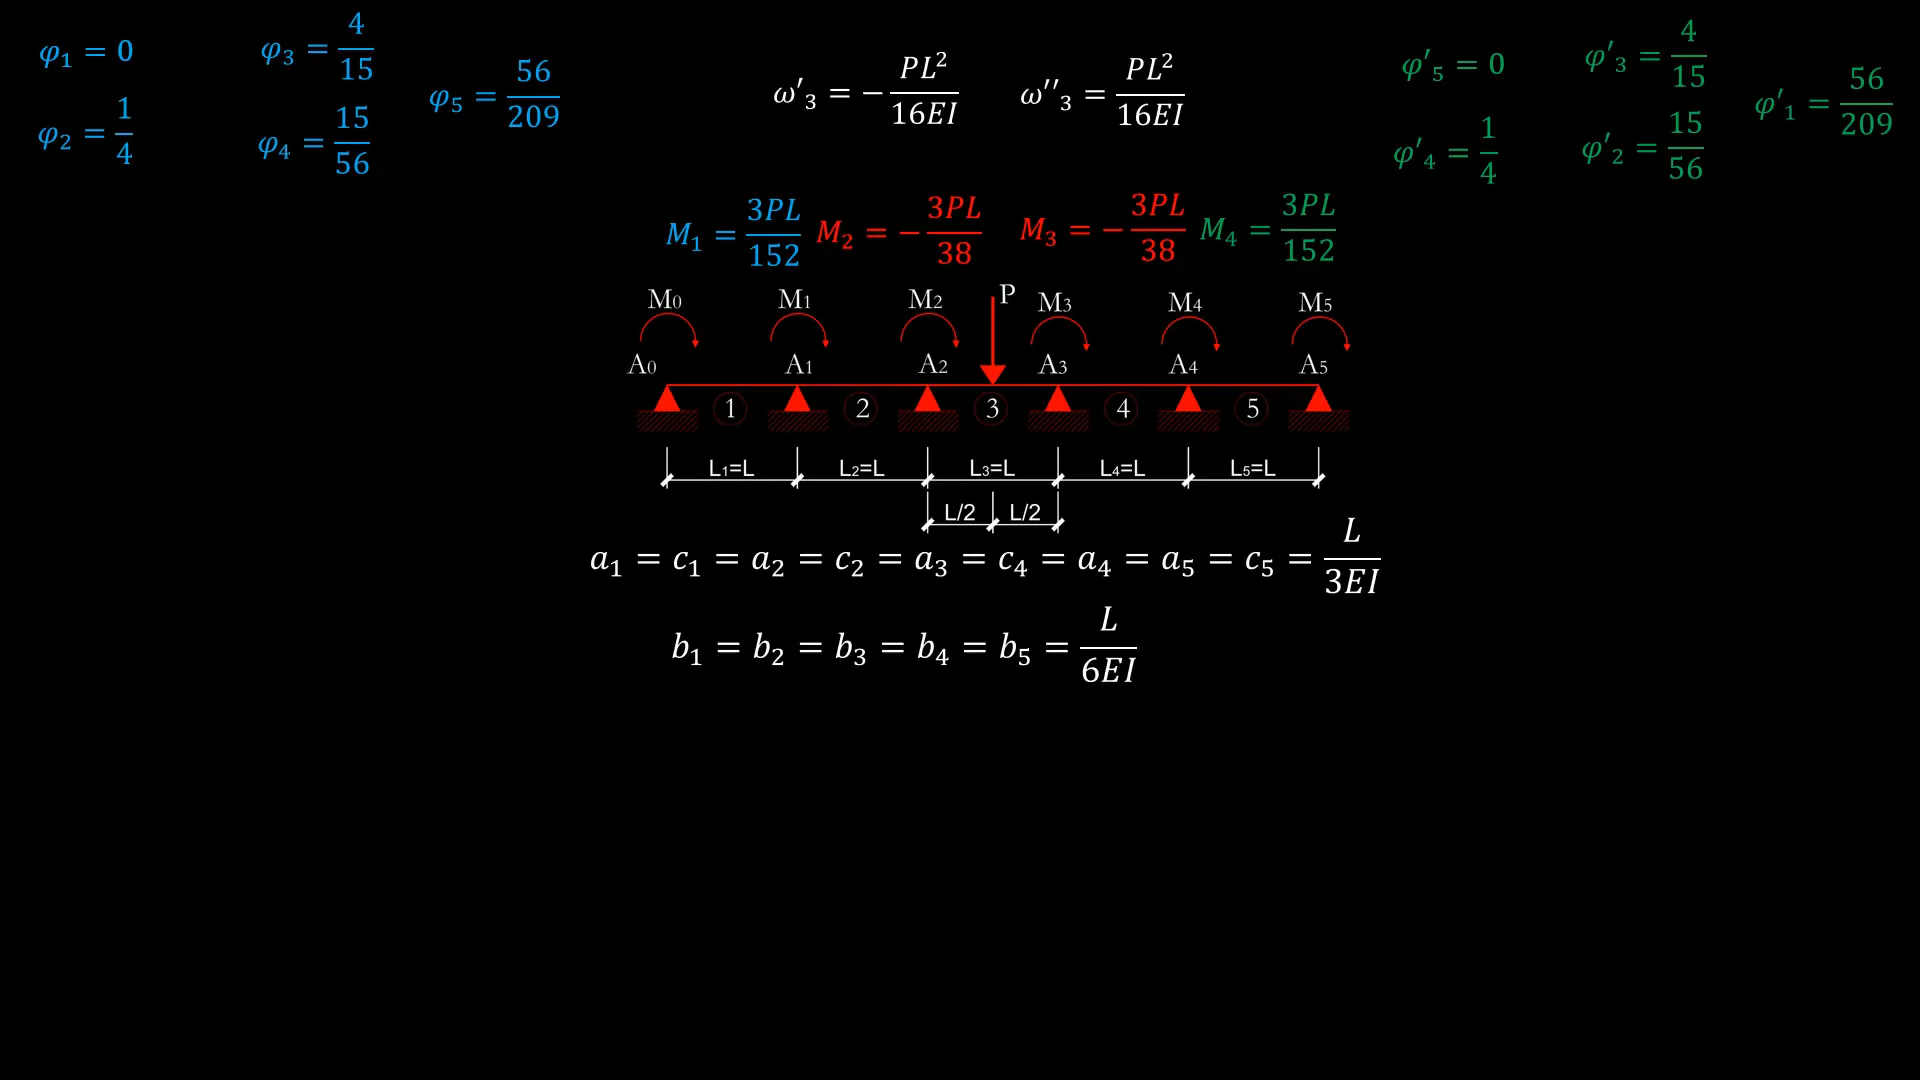 φ₁ = 0
φ₂ = 1/4
φ₃ = 4/15
φ₄ = 15/56
φ₅ = 56/209
ω′₃ = −PL²/16EI
ω′′₃ = PL²/16EI
φ′₅ = 0
φ′₄ = 1/4
φ′₃ = 4/15
φ′₂ = 15/56
φ′₁ = 56/209
M₁ = 3PL/152 M₂ = −3PL/38 M₃ = −3PL/38 M₄ = 3PL/152
M0 M1 M2 P M3 M4 M5
A0 A1 A2 A3 A4 A5
1 2 3 4 5
L1=L L2=L L3=L L4=L L5=L
L/2 L/2
a₁ = c₁ = a₂ = c₂ = a₃ = c₄ = a₄ = a₅ = c₅ = L/3EI
b₁ = b₂ = b₃ = b₄ = b₅ = L/6EI